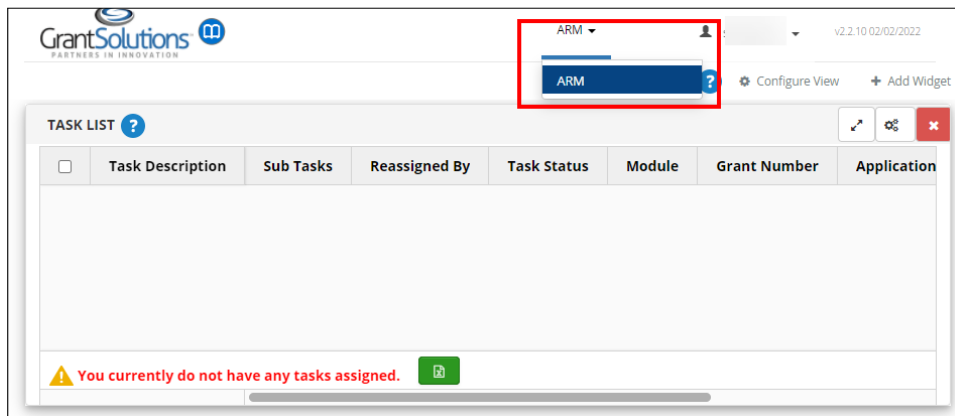 GrantSolutions
PARTNERS IN INNOVATION
ARM
v2.2.10 02/02/2022
ARM
? Configure View + Add Widget
TASK LIST ?
Task Description Sub Tasks Reassigned By Task Status Module Grant Number Application
You currently do not have any tasks assigned.